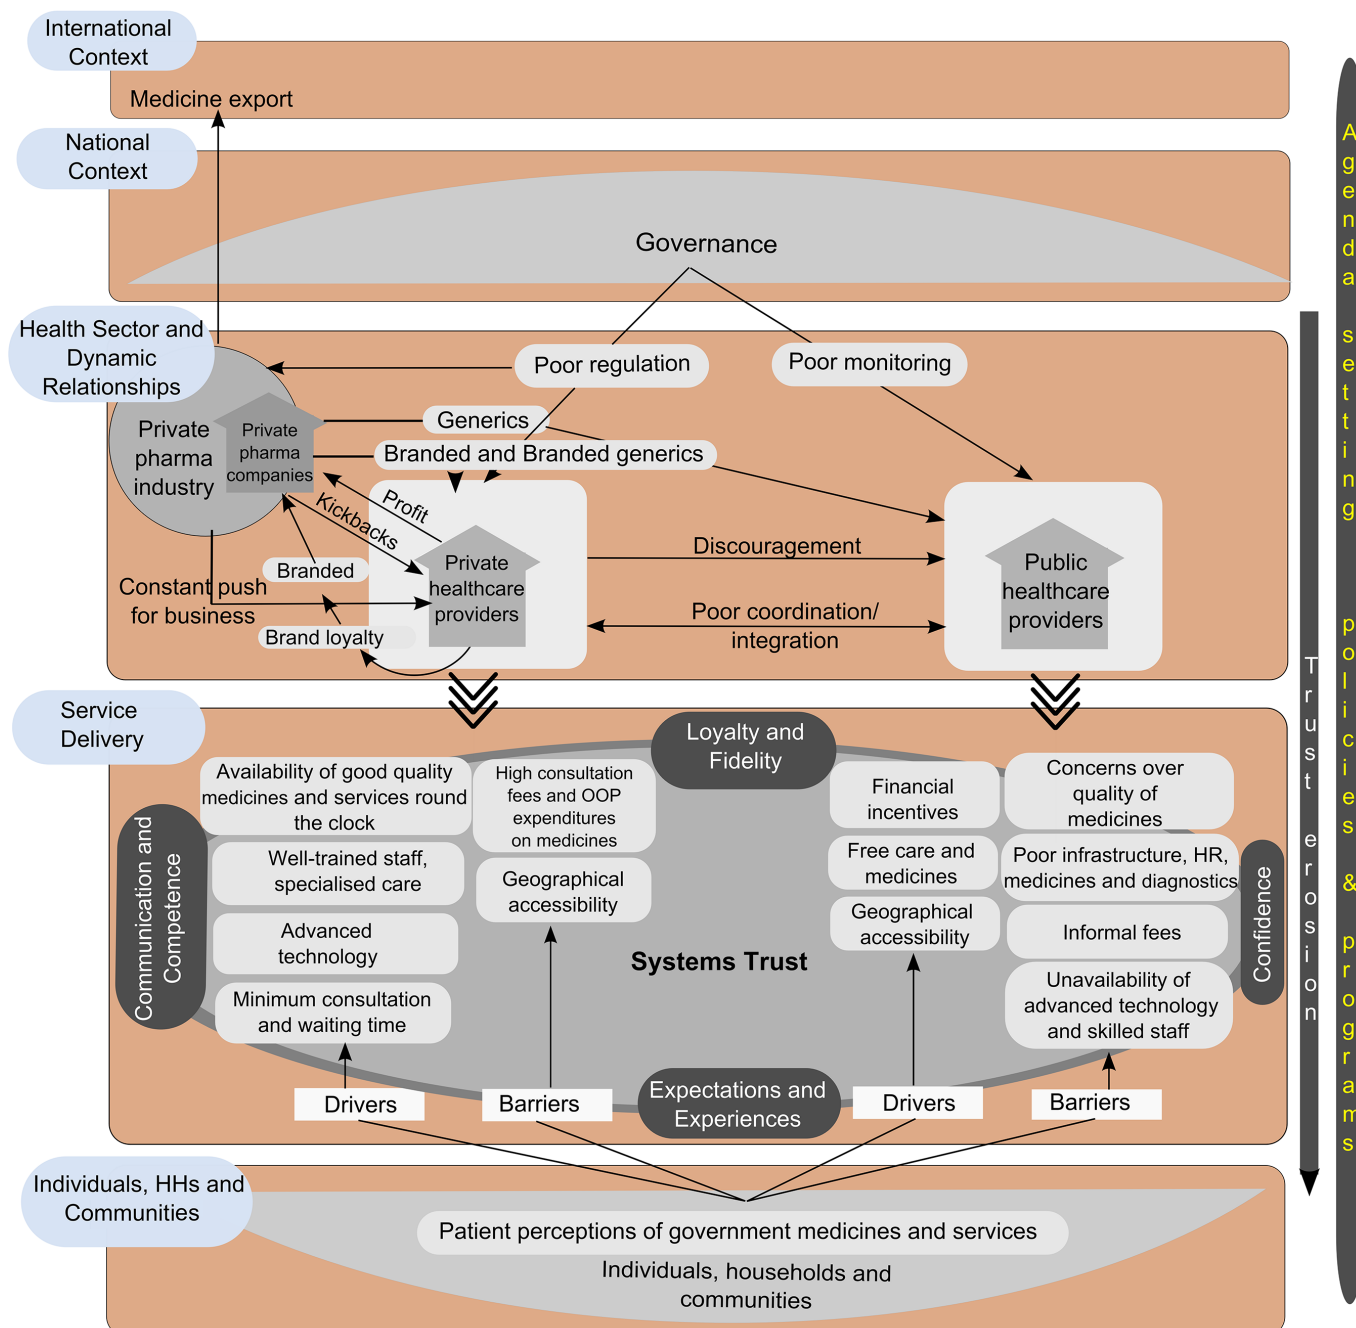 International
Context
Medicine export
National
Context
Governance
Health Sector and
Dynamic
Relationships
Poor regulation
Poor monitoring
Private
pharma
industry
Private
pharma
companies
Generics
Branded and Branded generics
Profit
Kickbacks
Branded
Constant push
for business
Brand loyalty
Private
healthcare
providers
Discouragement
Poor coordination/
integration
Public
healthcare
providers
Service
Delivery
Loyalty and
Fidelity
Communication and
Competence
Availability of good quality
medicines and services round
the clock
Well-trained staff,
specialised care
Advanced
technology
Minimum consultation
and waiting time
High consultation
fees and OOP
expenditures
on medicines
Geographical
accessibility
Systems Trust
Financial
incentives
Free care and
medicines
Geographical
accessibility
Concerns over
quality of
medicines
Poor infrastructure, HR,
medicines and diagnostics
Informal fees
Unavailability of
advanced technology
and skilled staff
Confidence
Expectations and
Experiences
Drivers
Barriers
Drivers
Barriers
Individuals, HHs and
Communities
Patient perceptions of government medicines and services
Individuals, households and
communities
Trust erosion
Agenda setting policies & programs